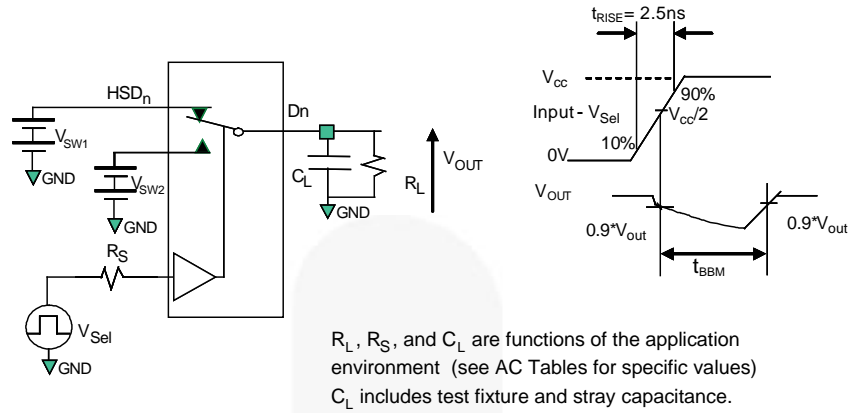 tRISE= 2.5ns
HSDn
Dn
VSW1
GND
VSW2
GND
CL
RL
VOUT
GND
RS
VSel
GND
Vcc
90%
Input - VSel
Vcc/2
10%
0V
VOUT
0.9*Vout
0.9*Vout
tBBM
RL , RS, and CL are functions of the application
environment (see AC Tables for specific values)
CL includes test fixture and stray capacitance.